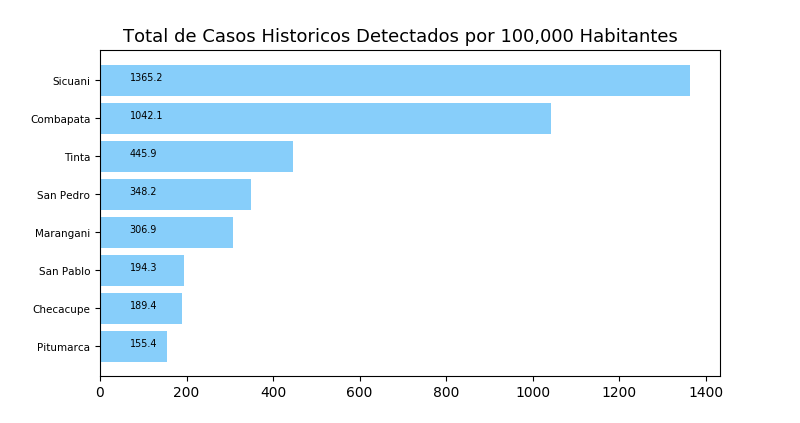 Total de Casos Historicos Detectados por 100,000 Habitantes
Sicuani 1365.2
Combapata 1042.1
Tinta 445.9
San Pedro 348.2
Marangani 306.9
San Pablo 194.3
Checacupe 189.4
Pitumarca 155.4
0 200 400 600 800 1000 1200 1400